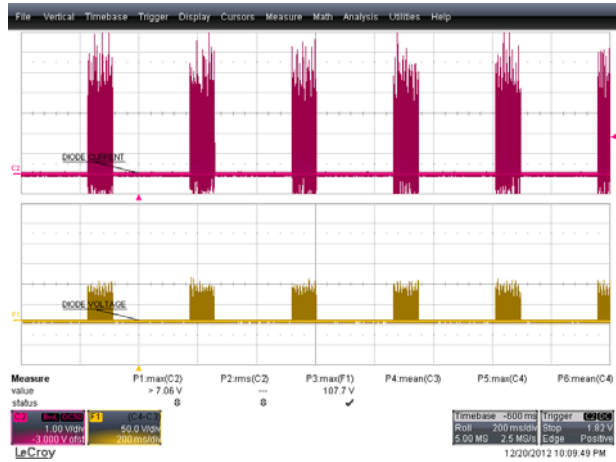 File Vertical Timebase Trigger Display Cursors Measure Math Analysis Utilities Help
DIODE CURRENT
C2
DIODE VOLTAGE
F1
Measure P1:max(C2) P2:rms(C2) P3:max(F1) P4:mean(C3) P5:max(C4) P6:mean(C4)
value > 7.06 V --- 107.7 V
status
C2 BwL DC50 F1 (C4-C3) Timebase -600 ms Trigger C2 DC
1.00 V/div 50.0 V/div Roll 200 ms/div Stop 1.82 V
-3.000 V ofst 200 ms/div 5.00 MS 2.5 MS/s Edge Positive
LeCroy 12/20/2012 10:09:49 PM